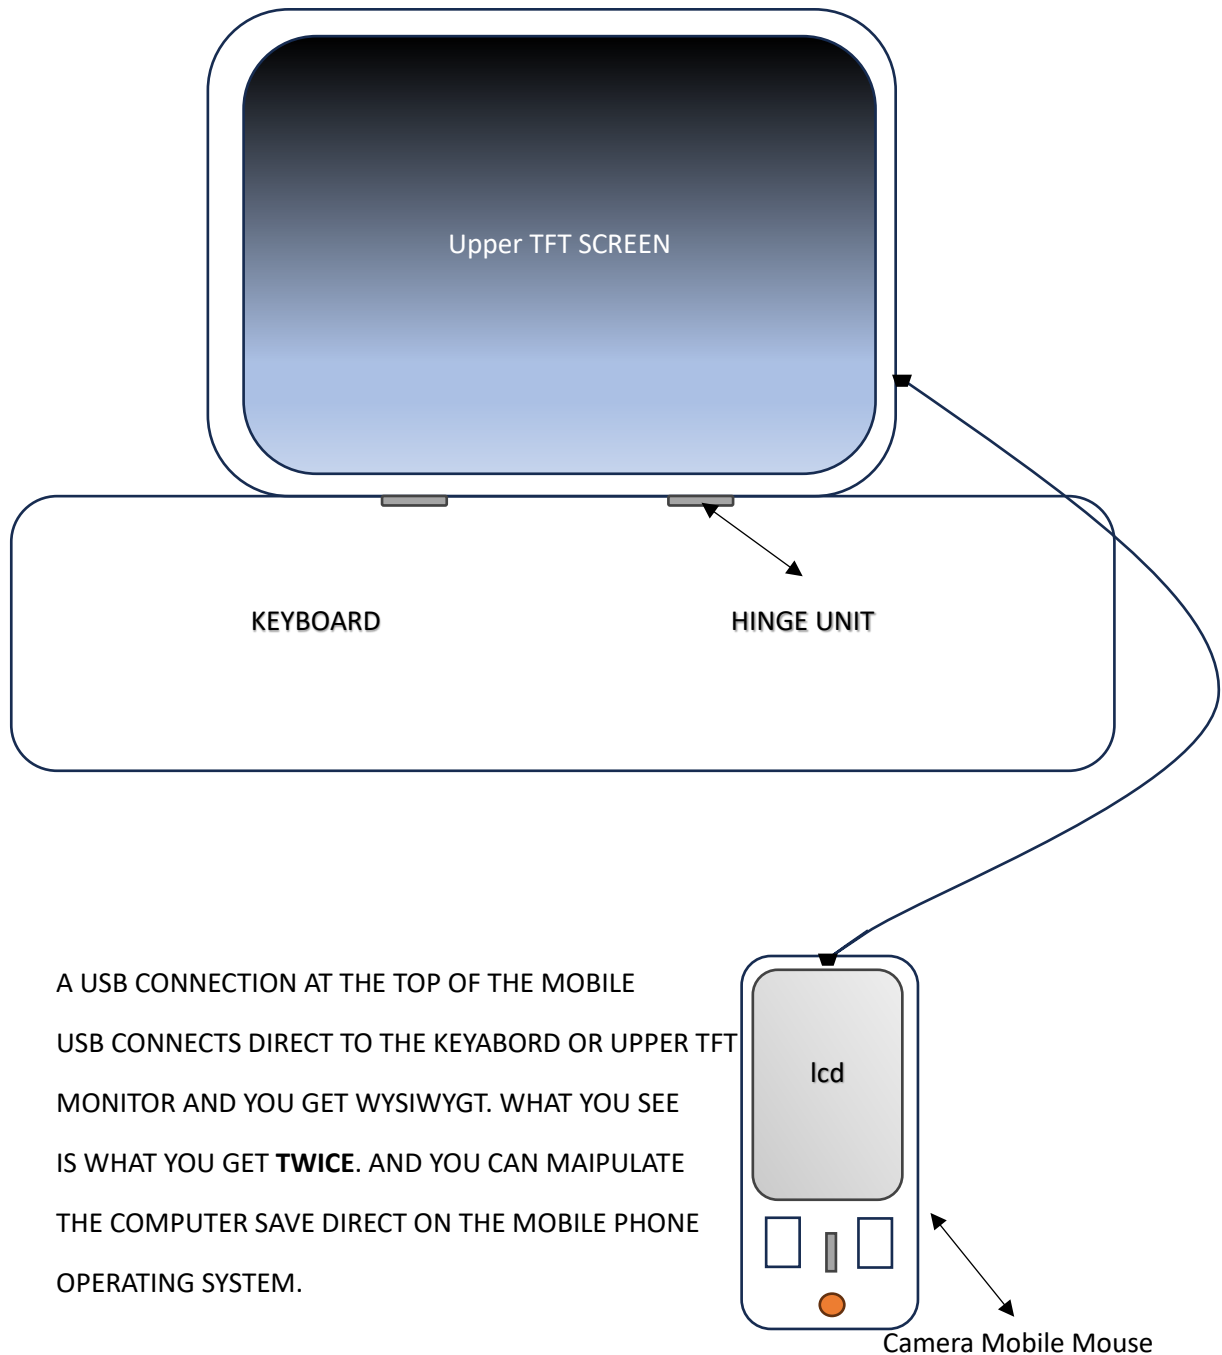 Upper TFT SCREEN
KEYBOARD
HINGE UNIT
A USB CONNECTION AT THE TOP OF THE MOBILE
USB CONNECTS DIRECT TO THE KEYABORD OR UPPER TFT
MONITOR AND YOU GET WYSIWYGT. WHAT YOU SEE
IS WHAT YOU GET TWICE. AND YOU CAN MAIPULATE
THE COMPUTER SAVE DIRECT ON THE MOBILE PHONE
OPERATING SYSTEM.
lcd
Camera Mobile Mouse